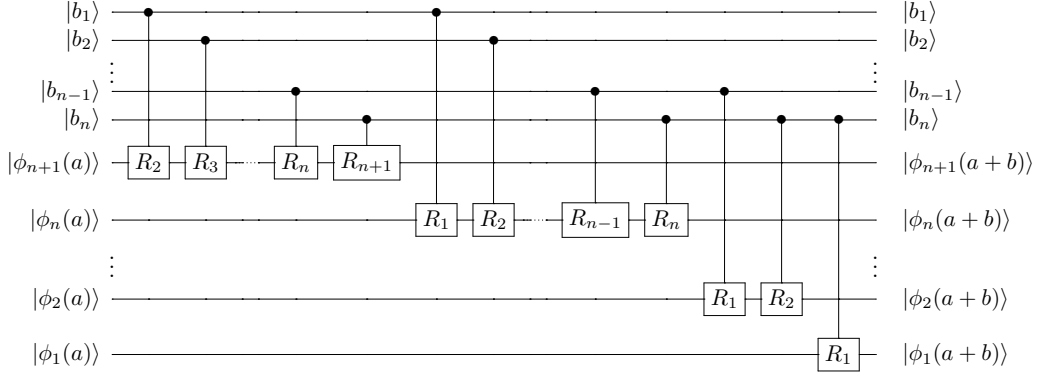 |b₁⟩ |b₁⟩
|b₂⟩ |b₂⟩
⋮ ⋮
|bₙ₋₁⟩ |bₙ₋₁⟩
|bₙ⟩ |bₙ⟩
|ϕₙ₊₁(a)⟩ R₂ R₃ ⋯ Rₙ Rₙ₊₁ |ϕₙ₊₁(a + b)⟩
|ϕₙ(a)⟩ R₁ R₂ ⋯ Rₙ₋₁ Rₙ |ϕₙ(a + b)⟩
⋮ ⋮
|ϕ₂(a)⟩ R₁ R₂ |ϕ₂(a + b)⟩
|ϕ₁(a)⟩ R₁ |ϕ₁(a + b)⟩